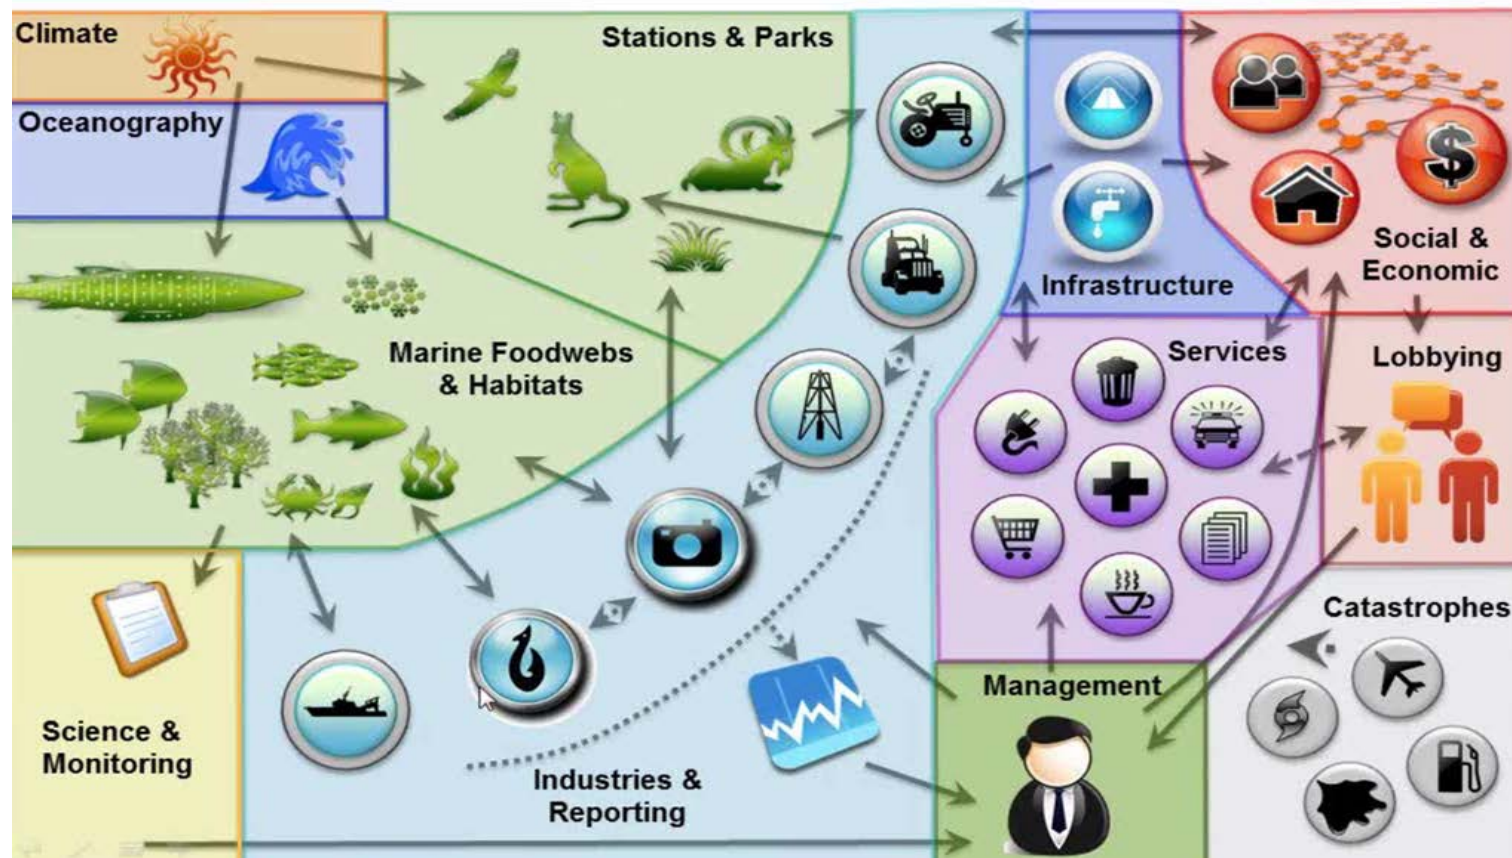 Climate
Stations & Parks
Oceanography
Social &
Economic
Infrastructure
Marine Foodwebs
& Habitats
Services
Lobbying
Catastrophes
Management
Science &
Monitoring
Industries &
Reporting
$